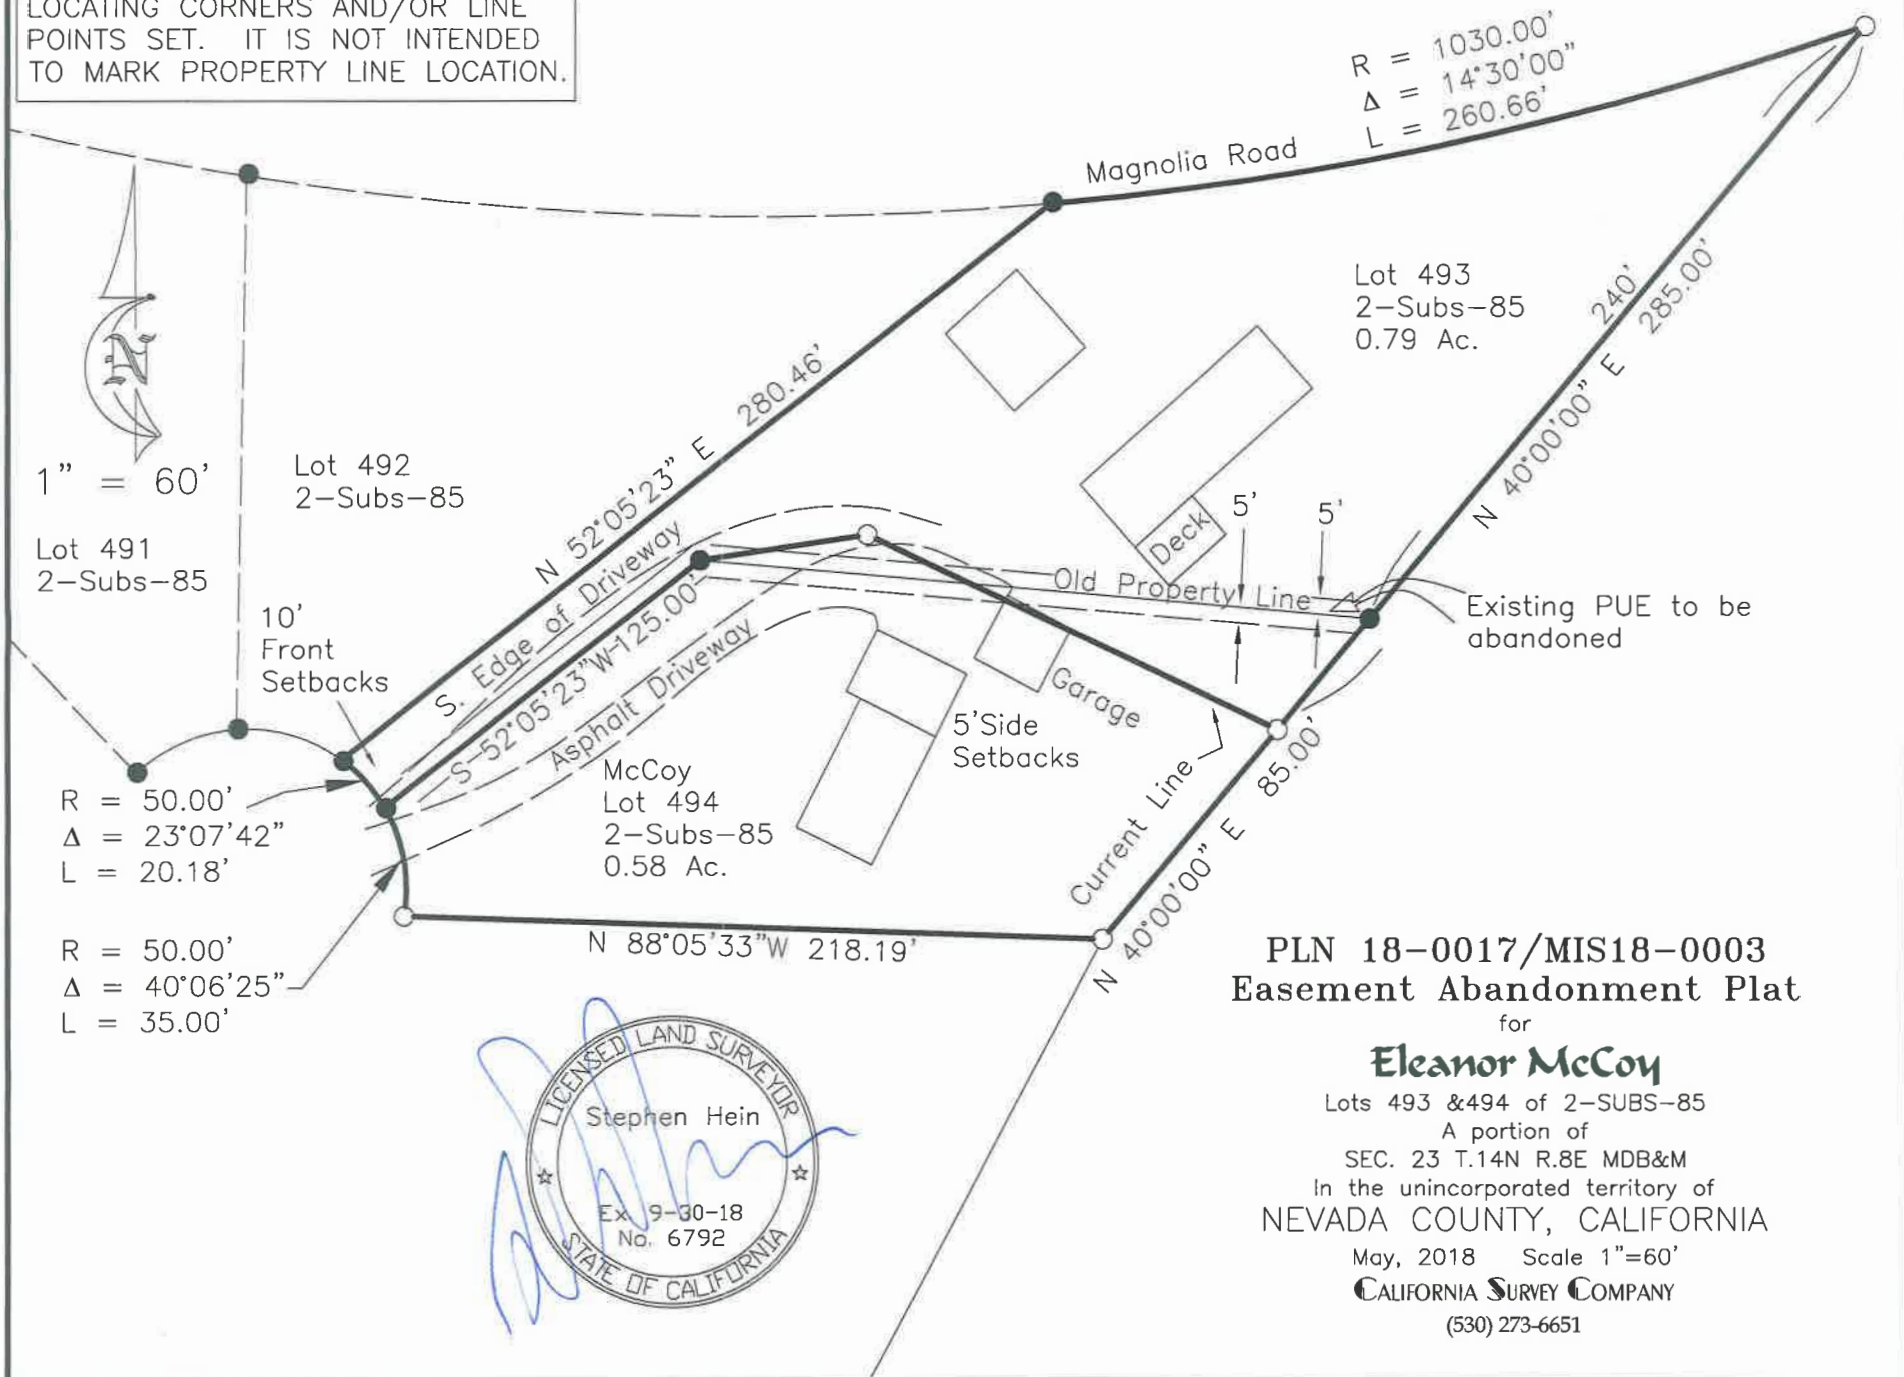 LOCATING CORNERS AND/OR LINE
POINTS SET. IT IS NOT INTENDED
TO MARK PROPERTY LINE LOCATION.
R = 1030.00'
Δ = 14°30'00"
L = 260.66'
Magnolia Road
N
1" = 60'
Lot 491
2-Subs-85
Lot 492
2-Subs-85
Lot 493
2-Subs-85
0.79 Ac.
240'
285.00'
N 40°00'00" E
N 52°05'23" E 280.46'
S. Edge of Driveway
S 52°05'23"W 125.00'
Asphalt Driveway
Deck
5'
5'
Old Property Line
Existing PUE to be
abandoned
10'
Front
Setbacks
Garage
5'Side
Setbacks
McCoy
Lot 494
2-Subs-85
0.58 Ac.
Current Line
85.00'
N 40°00'00" E
R = 50.00'
Δ = 23°07'42"
L = 20.18'
R = 50.00'
Δ = 40°06'25"
L = 35.00'
N 88°05'33"W 218.19'
LICENSED LAND SURVEYOR
Stephen Hein
Ex. 9-30-18
No. 6792
STATE OF CALIFORNIA
PLN 18-0017/MIS18-0003
Easement Abandonment Plat
for
Eleanor McCoy
Lots 493 &494 of 2-SUBS-85
A portion of
SEC. 23 T.14N R.8E MDB&M
In the unincorporated territory of
NEVADA COUNTY, CALIFORNIA
May, 2018 Scale 1"=60'
CALIFORNIA SURVEY COMPANY
(530) 273-6651